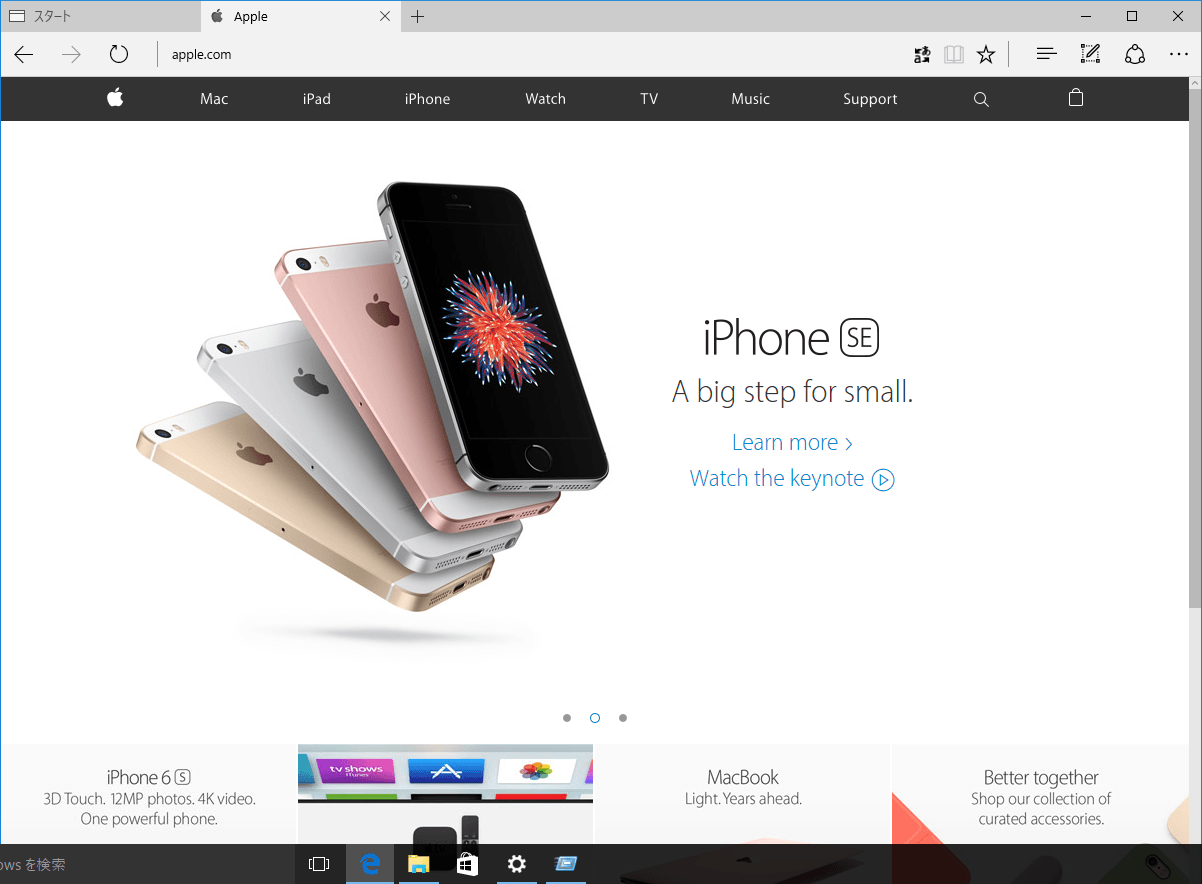 スタート
Apple
apple.com
Mac
iPad
iPhone
Watch
TV
Music
Support
iPhone SE
A big step for small.
Learn more
Watch the keynote
iPhone 6s
3D Touch. 12MP photos. 4K video.
One powerful phone.
tv shows
iTunes
MacBook
Light. Years ahead.
Better together
Shop our collection of
curated accessories.
ows を検索